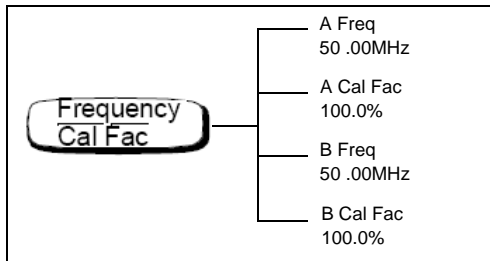 Frequency
Cal Fac
A Freq
50 .00MHz
A Cal Fac
100.0%
B Freq
50 .00MHz
B Cal Fac
100.0%